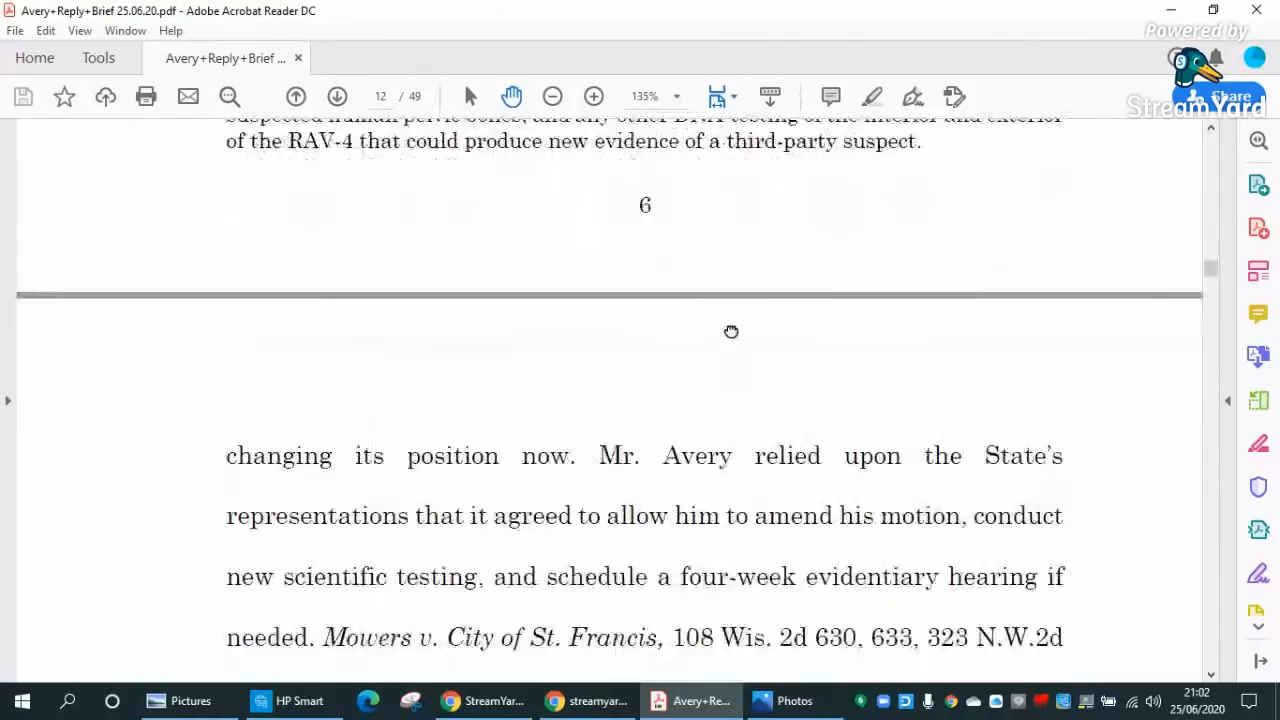 Avery+Reply+Brief 25.06.20.pdf - Adobe Acrobat Reader DC
File Edit View Window Help
Powered by
Home Tools Avery+Reply+Brief ... ×
12 / 49 135% Share
StreamYard
of the RAV-4 that could produce new evidence of a third-party suspect.
6
changing its position now. Mr. Avery relied upon the State's
representations that it agreed to allow him to amend his motion, conduct
new scientific testing, and schedule a four-week evidentiary hearing if
needed. Mowers v. City of St. Francis, 108 Wis. 2d 630, 633, 323 N.W.2d
Pictures HP Smart StreamYar... streamyar... Avery+Re... Photos
21:02
25/06/2020